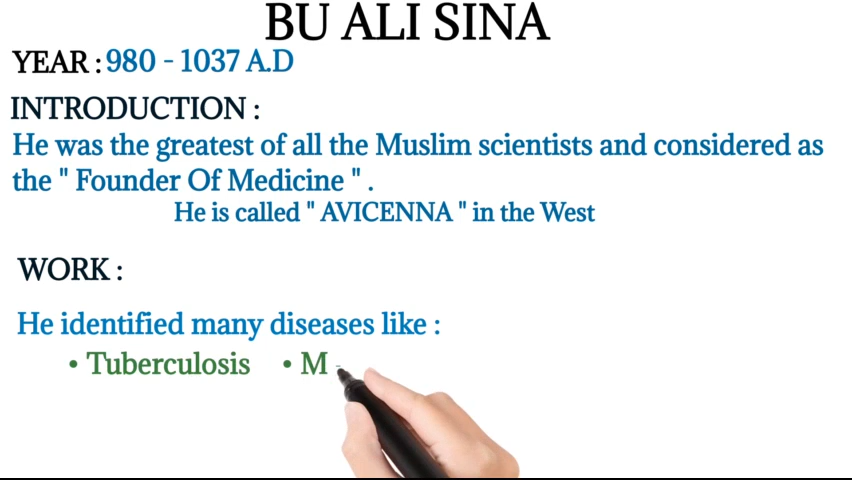 BU ALI SINA
YEAR : 980 - 1037 A.D
INTRODUCTION :
He was the greatest of all the Muslim scientists and considered as
the " Founder Of Medicine " .
He is called " AVICENNA " in the West
WORK :
He identified many diseases like :
• Tuberculosis • M